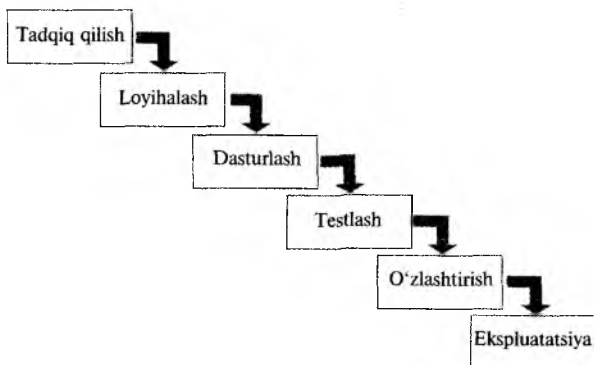 Tadqiq qilish
Loyihalash
Dasturlash
Testlash
O‘zlashtirish
Ekspluatatsiya